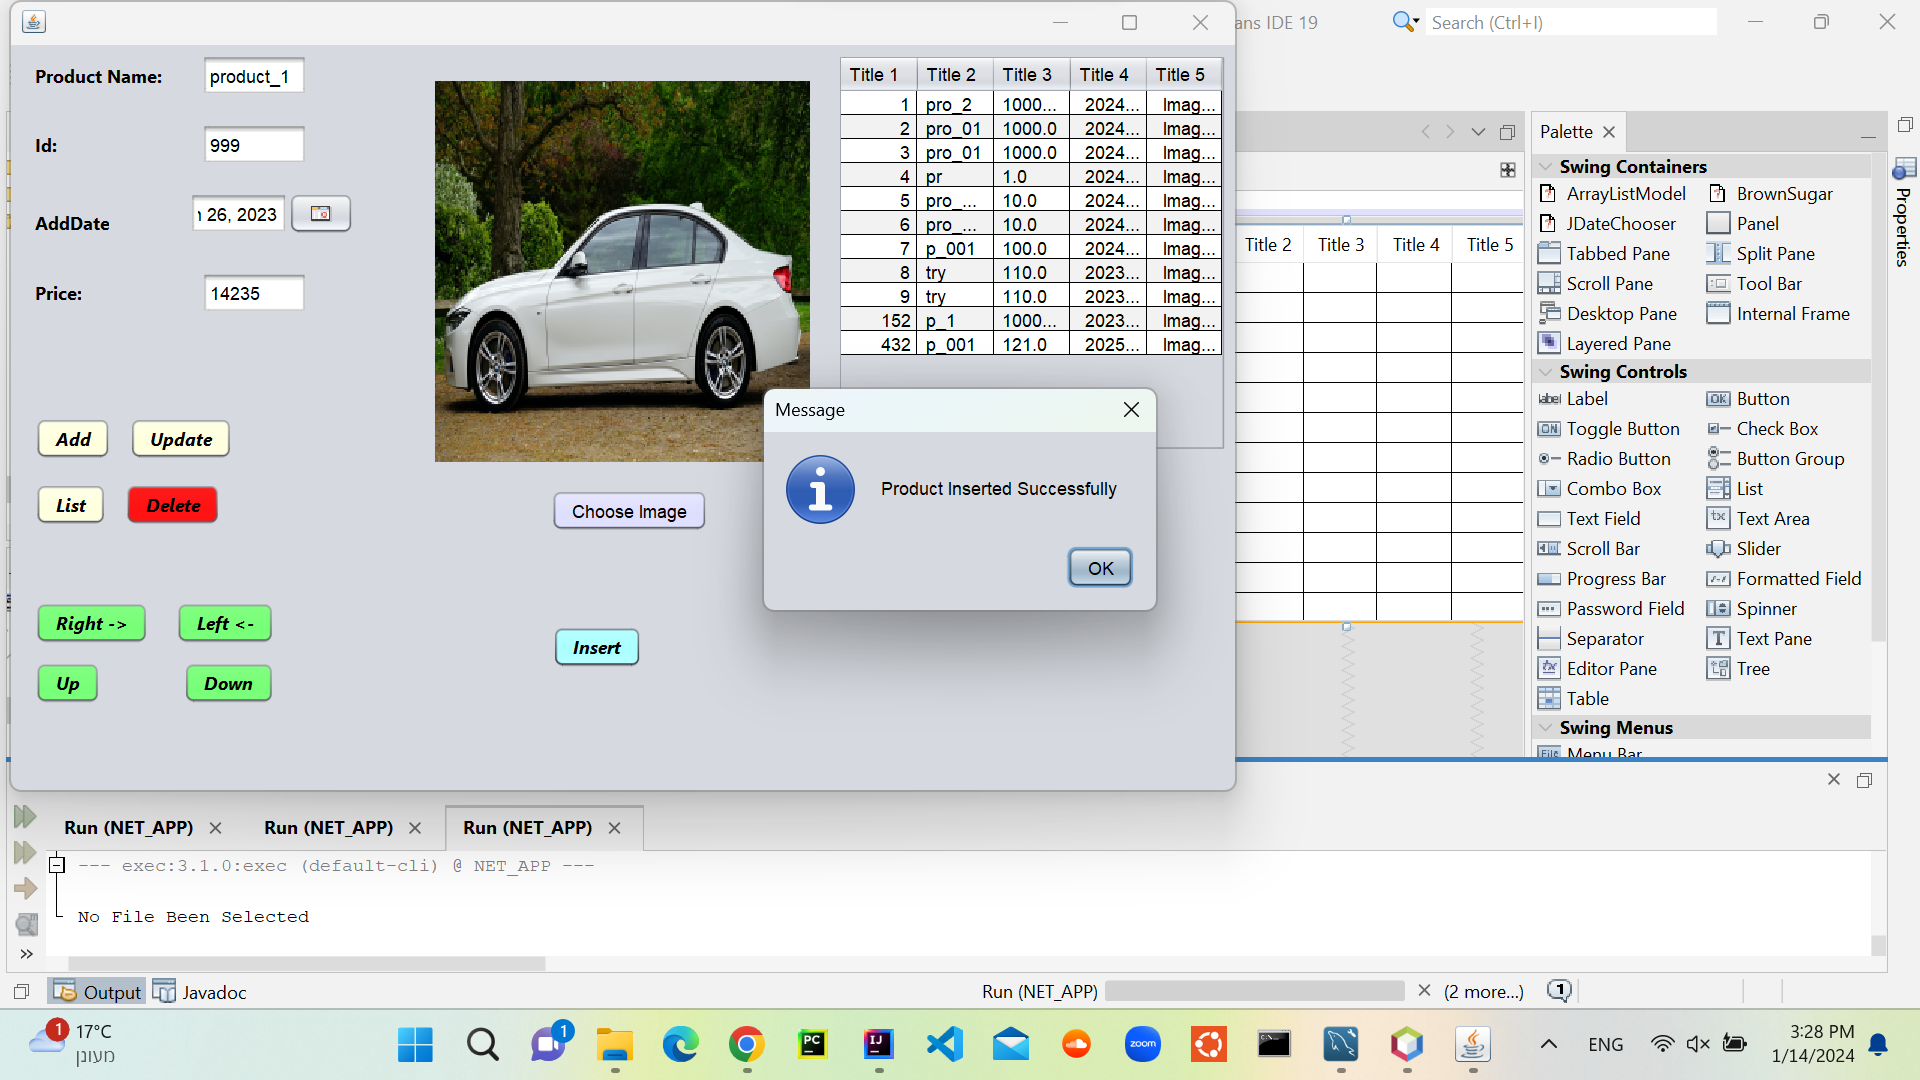 ans IDE 19
Search (Ctrl+I)
Product Name:
product_1
Id:
999
AddDate
26, 2023
Price:
14235
Add
Update
List
Delete
Right ->
Left <-
Up
Down
Choose Image
Insert
Title 1 Title 2 Title 3 Title 4 Title 5
1 pro_2 1000... 2024... Imag...
2 pro_01 1000.0 2024... Imag...
3 pro_01 1000.0 2024... Imag...
4 pr 1.0 2024... Imag...
5 pro_... 10.0 2024... Imag...
6 pro_... 10.0 2024... Imag...
7 p_001 100.0 2024... Imag...
8 try 110.0 2023... Imag...
9 try 110.0 2023... Imag...
152 p_1 1000... 2023... Imag...
432 p_001 121.0 2025... Imag...
Message
Product Inserted Successfully
OK
Title 2 Title 3 Title 4 Title 5
Palette
Swing Containers
ArrayListModel BrownSugar
JDateChooser Panel
Tabbed Pane Split Pane
Scroll Pane Tool Bar
Desktop Pane Internal Frame
Layered Pane
Swing Controls
Label Button
Toggle Button Check Box
Radio Button Button Group
Combo Box List
Text Field Text Area
Scroll Bar Slider
Progress Bar Formatted Field
Password Field Spinner
Separator Text Pane
Editor Pane Tree
Table
Swing Menus
Menu Bar
Properties
Run (NET_APP) Run (NET_APP) Run (NET_APP)
--- exec:3.1.0:exec (default-cli) @ NET_APP ---
No File Been Selected
Output Javadoc
Run (NET_APP) (2 more...) 1
1 17°C
מעונן
1
PC
IJ
zoom
ENG
3:28 PM
1/14/2024